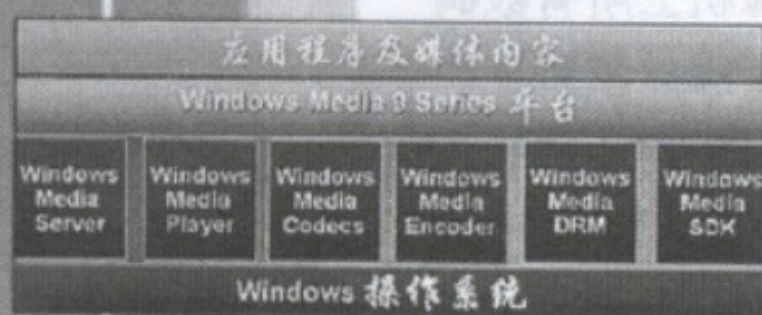 应用程序及媒体内容
Windows Media 9 Series 平台
Windows
Media
Server
Windows
Media
Player
Windows
Media
Codecs
Windows
Media
Encoder
Windows
Media
DRM
Windows
Media
SDK
Windows 操作系统